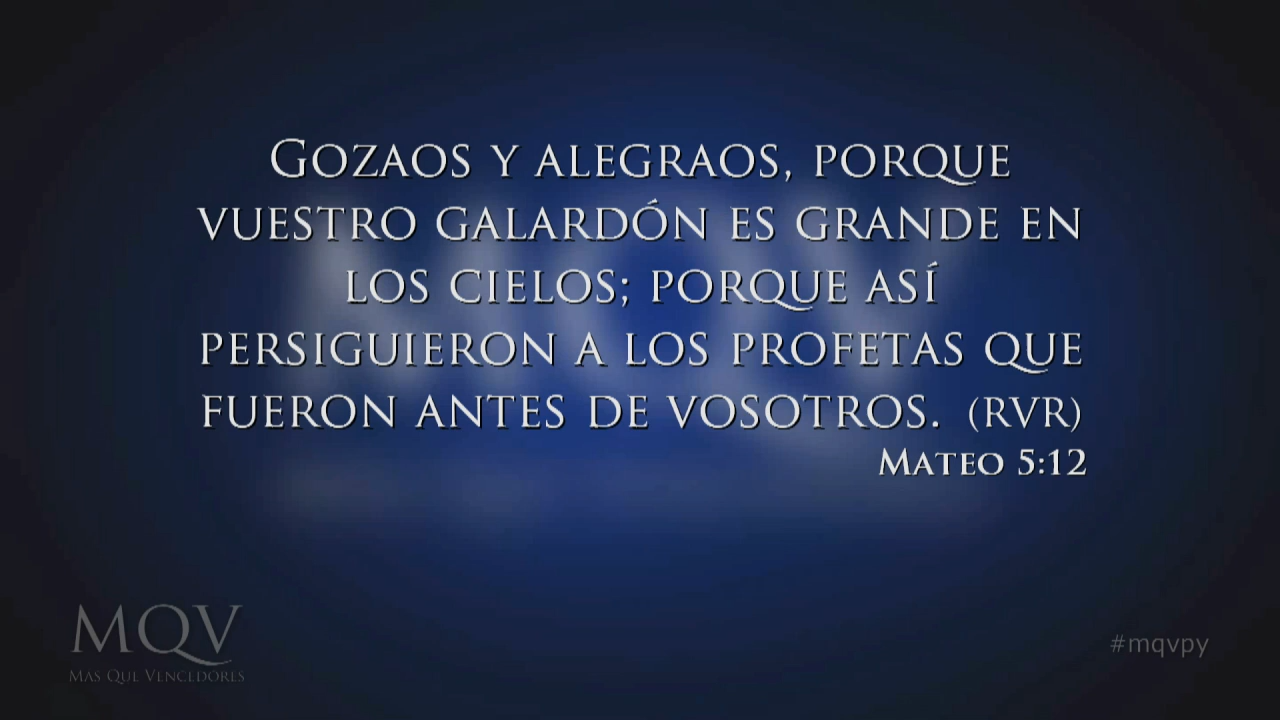 Gozaos y alegraos, porque
vuestro galardón es grande en
los cielos; porque así
persiguieron a los profetas que
fueron antes de vosotros. (RVR)
Mateo 5:12
MQV
Mas Que Vencedores
#mqvpy